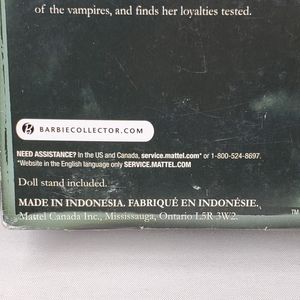 of the vampires, and finds her loyalties tested.
BARBIECOLLECTOR.COM
NEED ASSISTANCE? In the US and Canada, service.mattel.com* or 1-800-524-8697.
*Website in the English language only SERVICE.MATTEL.COM
Doll stand included.
MADE IN INDONESIA. FABRIQUÉ EN INDONÉSIE.
Mattel Canada Inc., Mississauga, Ontario L5R 3W2.
TM